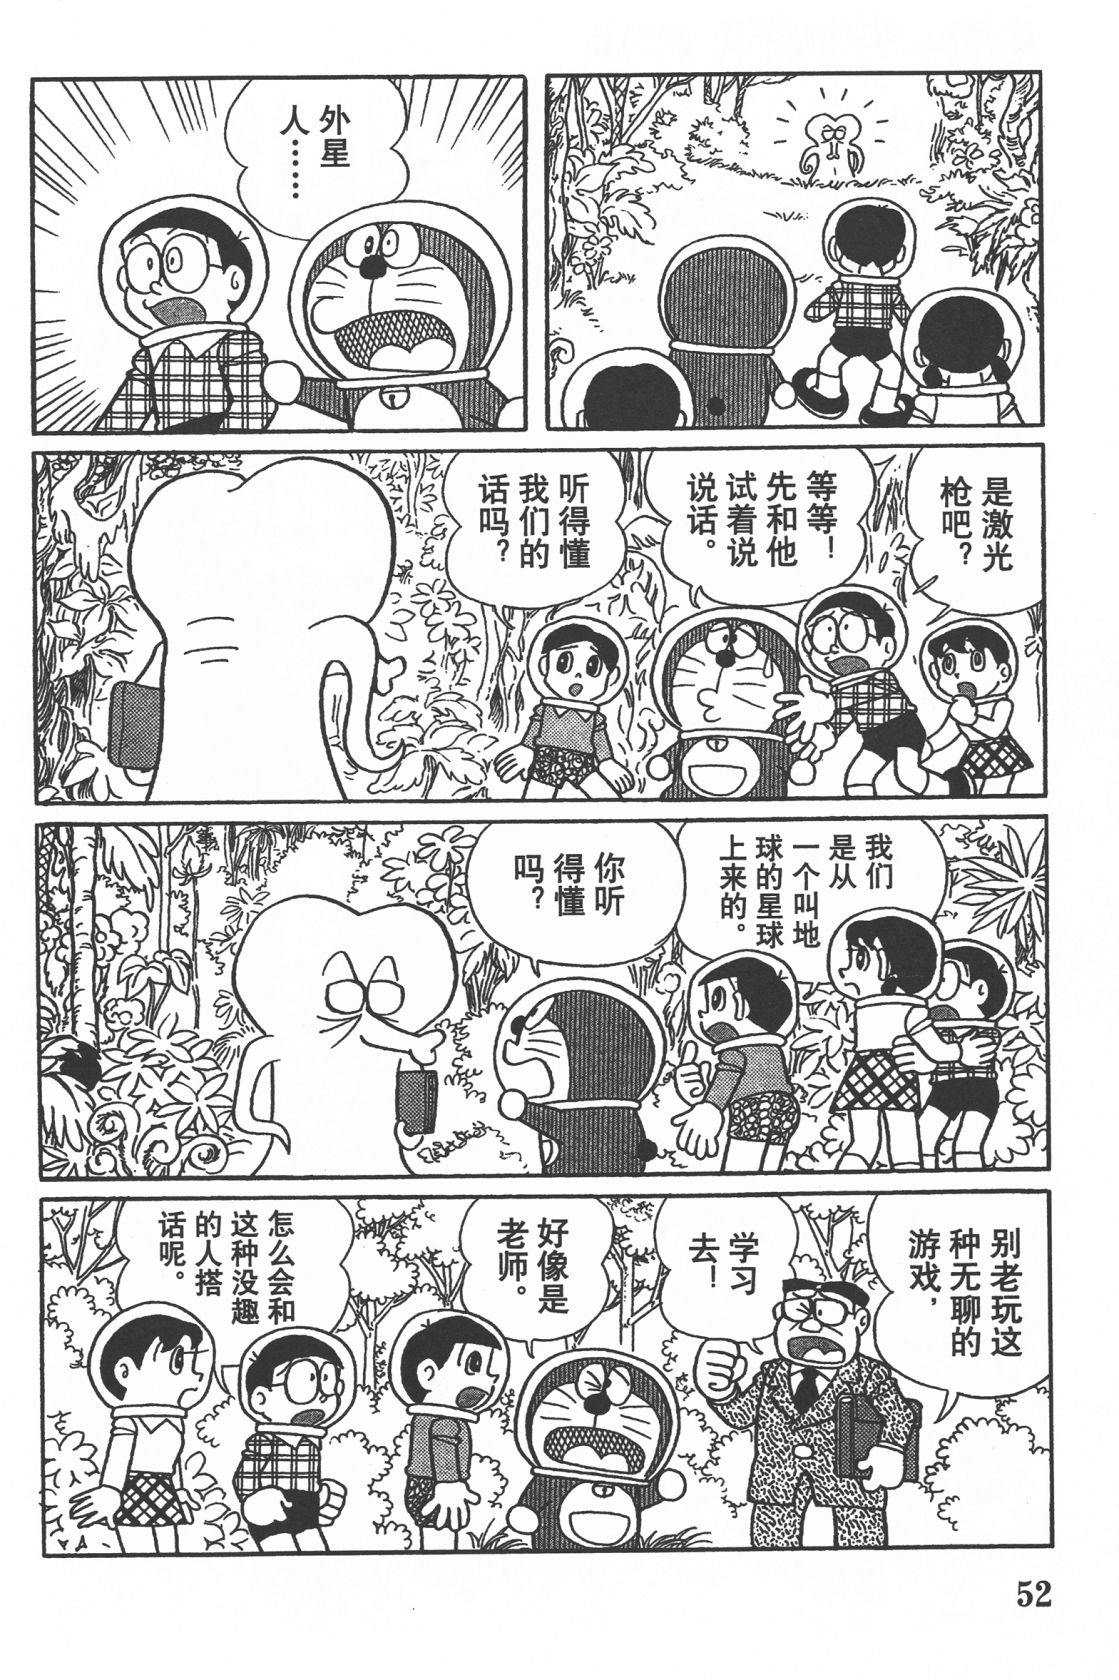 外星
人……
是激光
枪吧？
等等！
先和他
试着说
说话。
听得懂
我们的
话吗？
我们
是从
一个叫地
球的星球
上来的。
你听
得懂
吗？
别老玩这
种无聊的
游戏，
学习
去！
好像是
老师。
怎么会和
这种没趣
的人搭
话呢。
52